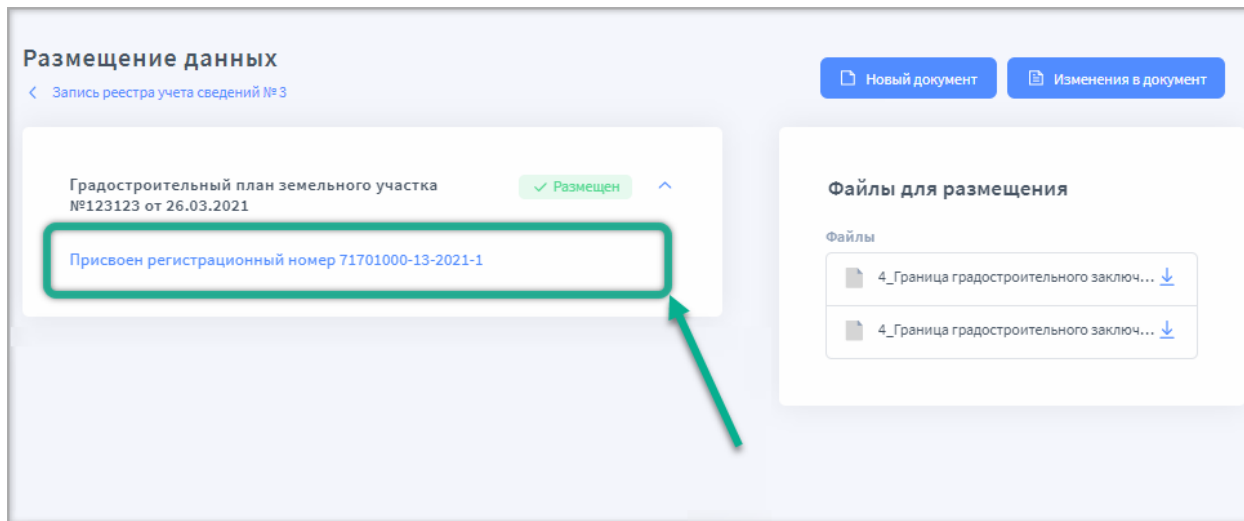 Размещение данных
Запись реестра учета сведений № 3
Новый документ
Изменения в документ
Градостроительный план земельного участка
№123123 от 26.03.2021
Размещен
Присвоен регистрационный номер 71701000-13-2021-1
Файлы для размещения
Файлы
4_Граница градостроительного заключ...
4_Граница градостроительного заключ...